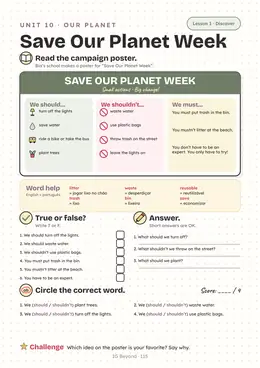 UNIT 10 · OUR PLANET
Lesson 1 · Discover
Save Our Planet Week
Read the campaign poster.
Bia's school makes a poster for "Save Our Planet Week".
SAVE OUR PLANET WEEK
Small actions · Big change!
We should...
turn off the lights
save water
ride a bike or take the bus
plant trees
We shouldn't...
waste water
use plastic bags
throw trash on the street
leave the lights on
We must...
You must put trash in the bin.
You mustn't litter at the beach.
You don't have to be an
expert. You only have to try!
Word help
English → português
litter
= jogar lixo no chão
trash
= lixo
waste
= desperdiçar
bin
= lixeira
reusable
= reutilizável
save
= economizar
True or false?
Write T or F.
1. We should turn off the lights.
2. We should waste water.
3. We shouldn't use plastic bags.
4. You must put trash in the bin.
5. You mustn't litter at the beach.
6. You have to be an expert.
Answer.
Short answers are OK.
1. What should we turn off?
2. What shouldn't we throw on the street?
3. What should we plant?
Circle the correct word.
Score: / 4
1. We (should / shouldn't) plant trees.
2. We (should / shouldn't) waste water.
3. We (should / shouldn't) turn off the lights.
4. We (should / shouldn't) use plastic bags.
Challenge Which idea on the poster is your favorite? Say why.